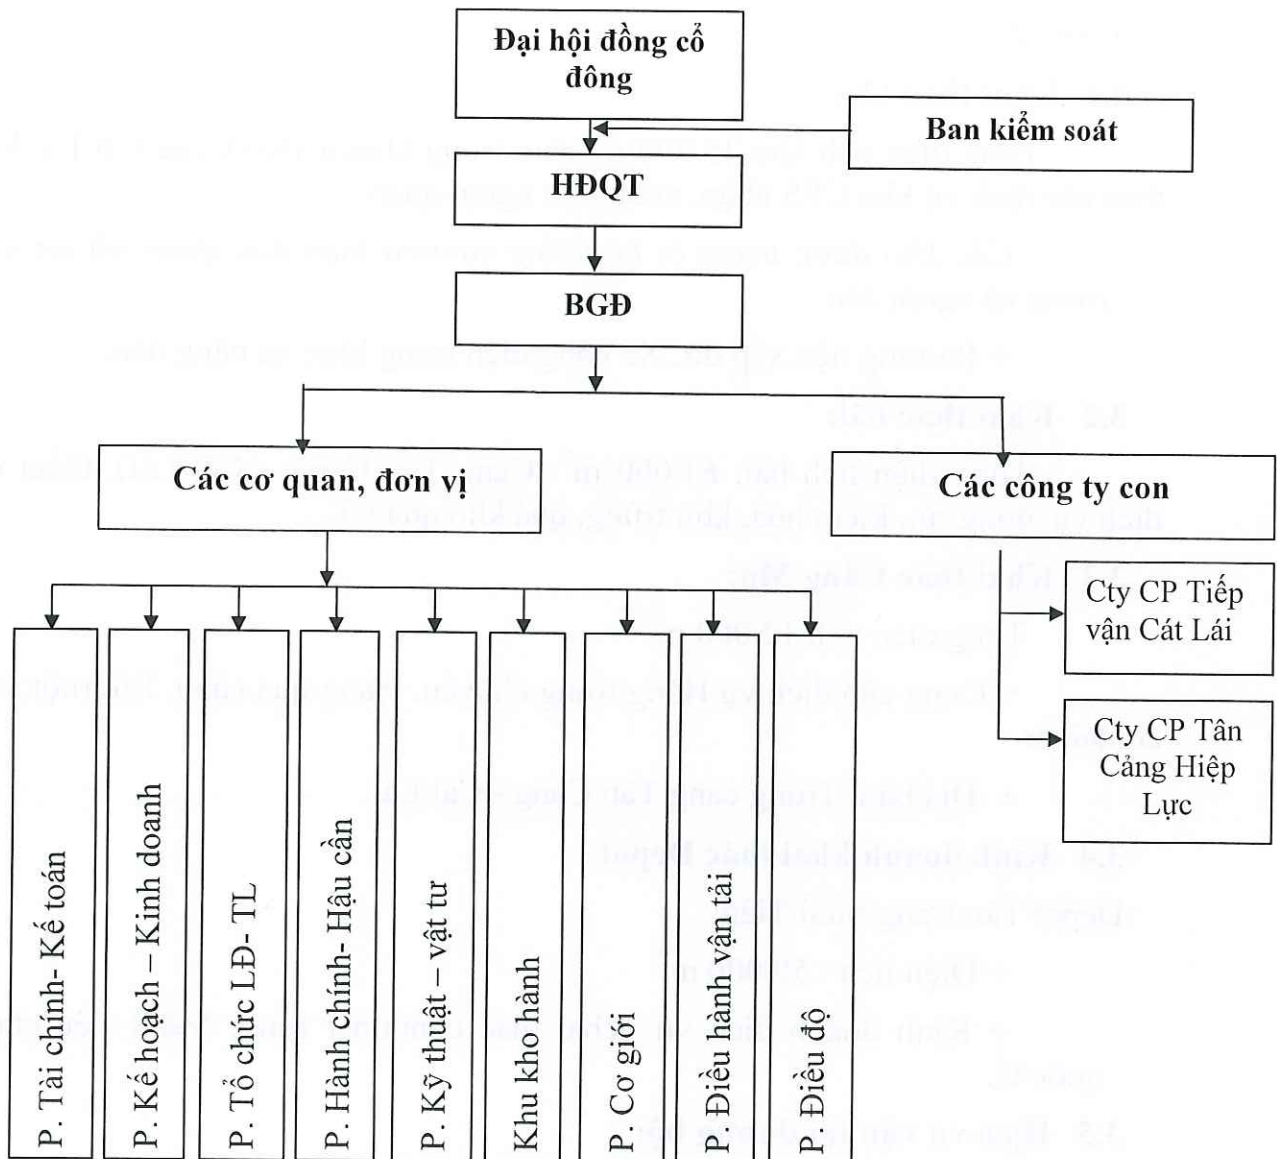 Đại hội đồng cổ
đông
Ban kiểm soát
HĐQT
BGĐ
Các cơ quan, đơn vị
Các công ty con
Cty CP Tiếp
vận Cát Lái
Cty CP Tân
Cảng Hiệp
Lực
P. Tài chính- Kế toán
P. Kế hoạch – Kinh doanh
P. Tổ chức LĐ- TL
P. Hành chính- Hậu cần
P. Kỹ thuật – vật tư
Khu kho hành
P. Cơ giới
P. Điều hành vận tải
P. Điều độ